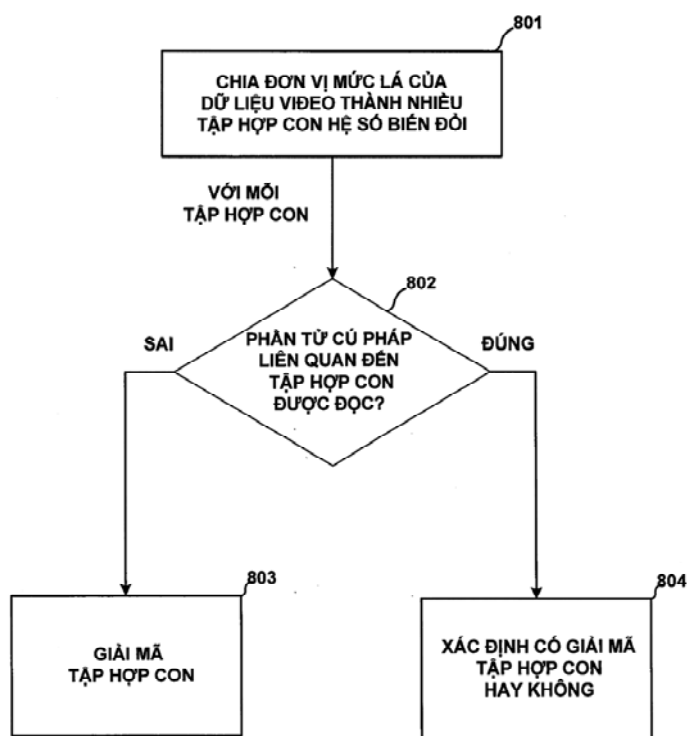 801
CHIA ĐƠN VỊ MỨC LÁ CỦA
DỮ LIỆU VIĐEO THÀNH NHIỀU
TẬP HỢP CON HỆ SỐ BIẾN ĐỔI
VỚI MỖI
TẬP HỢP CON
802
SAI
PHẦN TỬ CÚ PHÁP
LIÊN QUAN ĐẾN
TẬP HỢP CON
ĐƯỢC ĐỌC?
ĐÚNG
803
GIẢI MÃ
TẬP HỢP CON
804
XÁC ĐỊNH CÓ GIẢI MÃ
TẬP HỢP CON
HAY KHÔNG